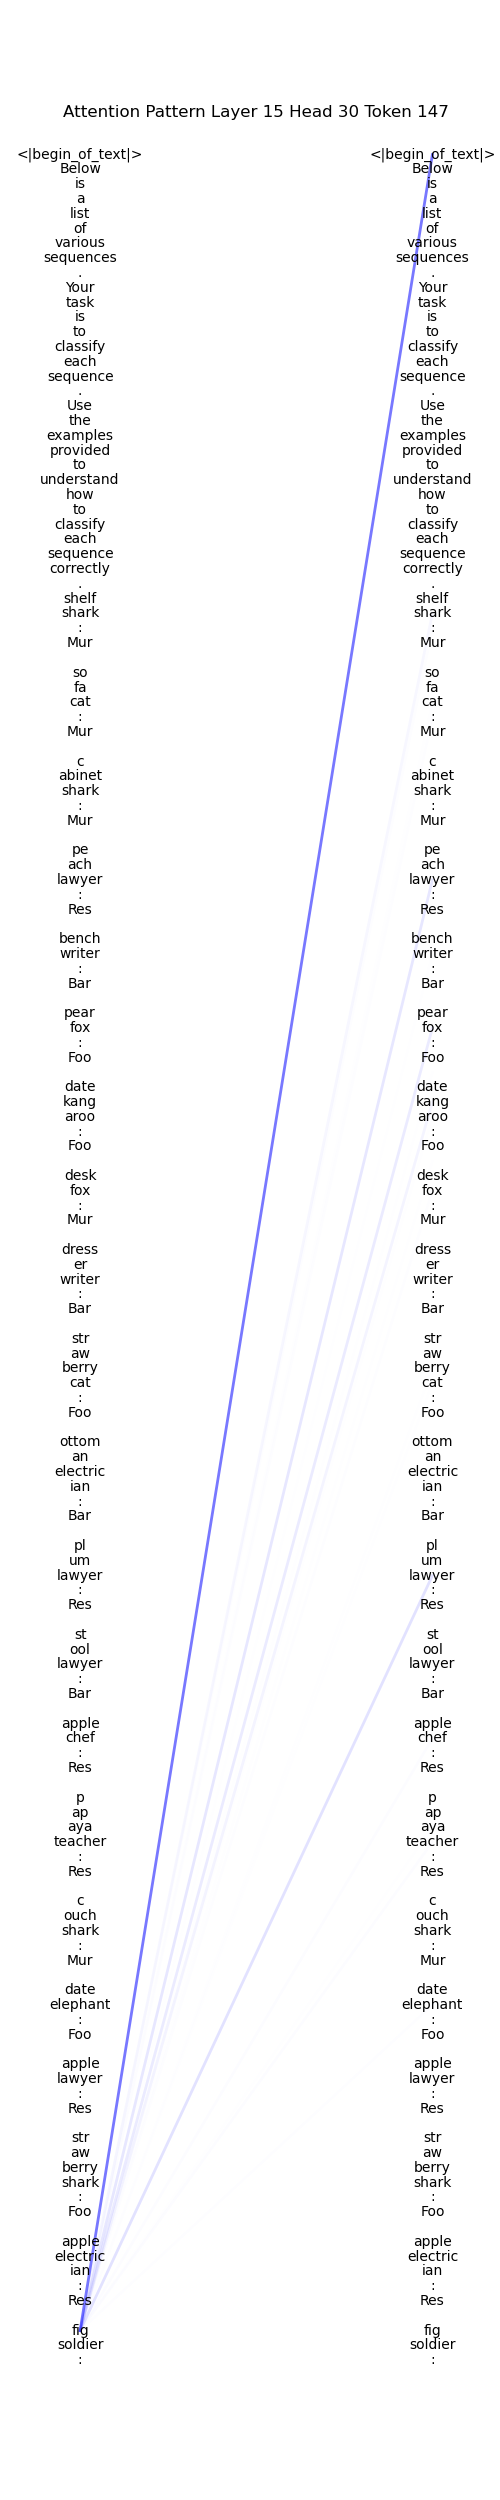 Attention Pattern Layer 15 Head 30 Token 147
<|begin_of_text|> <|begin_of_text|>
Below Below
is is
a a
list list
of of
various various
sequences sequences
. .
Your Your
task task
is is
to to
classify classify
each each
sequence sequence
. .
Use Use
the the
examples examples
provided provided
to to
understand understand
how how
to to
classify classify
each each
sequence sequence
correctly correctly
. .
shelf shelf
shark shark
: :
Mur Mur
so so
fa fa
cat cat
: :
Mur Mur
c c
abinet abinet
shark shark
: :
Mur Mur
pe pe
ach ach
lawyer lawyer
: :
Res Res
bench bench
writer writer
: :
Bar Bar
pear pear
fox fox
: :
Foo Foo
date date
kang kang
aroo aroo
: :
Foo Foo
desk desk
fox fox
: :
Mur Mur
dress dress
er er
writer writer
: :
Bar Bar
str str
aw aw
berry berry
cat cat
: :
Foo Foo
ottom ottom
an an
electric electric
ian ian
: :
Bar Bar
pl pl
um um
lawyer lawyer
: :
Res Res
st st
ool ool
lawyer lawyer
: :
Bar Bar
apple apple
chef chef
: :
Res Res
p p
ap ap
aya aya
teacher teacher
: :
Res Res
c c
ouch ouch
shark shark
: :
Mur Mur
date date
elephant elephant
: :
Foo Foo
apple apple
lawyer lawyer
: :
Res Res
str str
aw aw
berry berry
shark shark
: :
Foo Foo
apple apple
electric electric
ian ian
: :
Res Res
fig fig
soldier soldier
: :